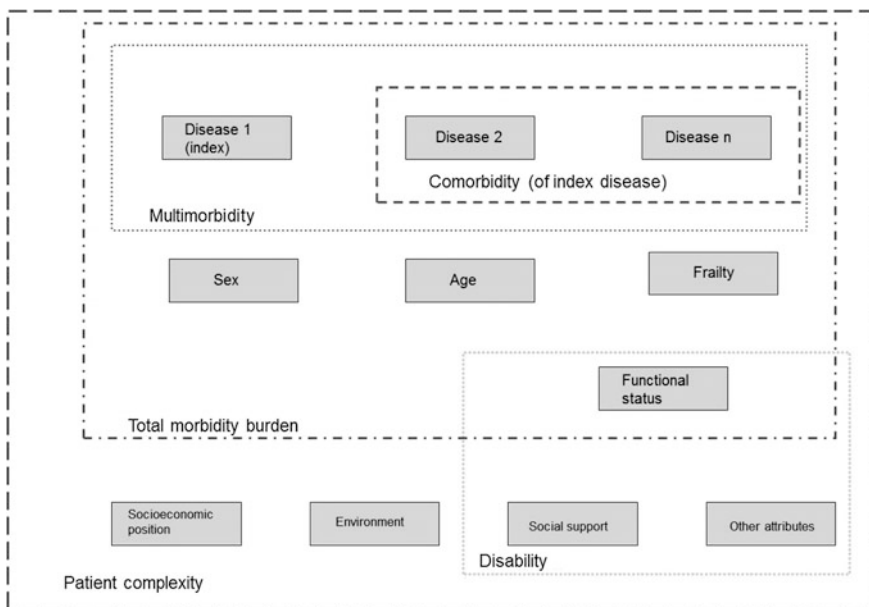 Disease 1
(index)
Disease 2
Disease n
Comorbidity (of index disease)
Multimorbidity
Sex
Age
Frailty
Functional
status
Total morbidity burden
Socioeconomic
position
Environment
Social support
Other attributes
Disability
Patient complexity